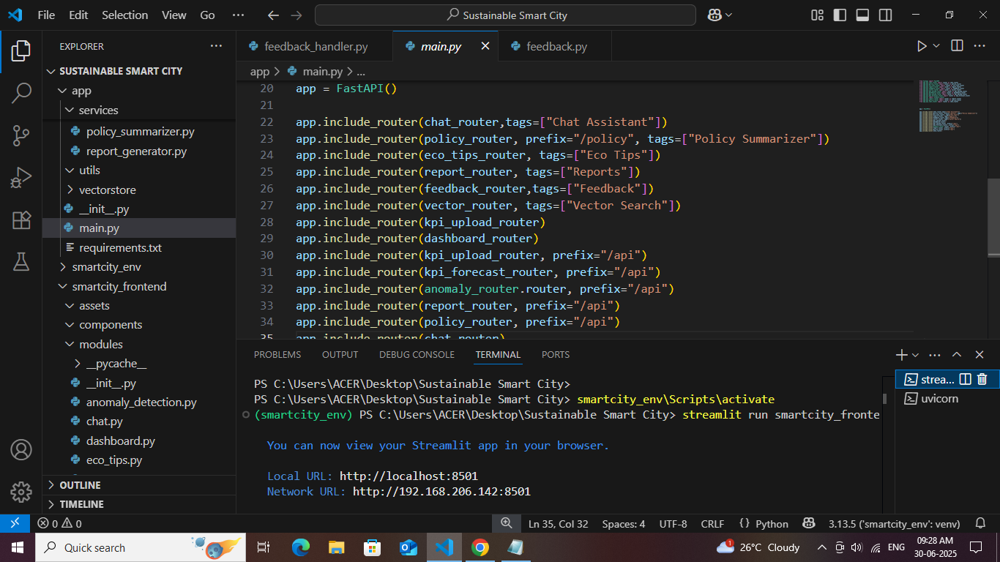 File Edit Selection View Go ··· Sustainable Smart City
EXPLORER ···
SUSTAINABLE SMART CITY
app
services
policy_summarizer.py
report_generator.py
utils
vectorstore
__init__.py
main.py
requirements.txt
smartcity_env
smartcity_frontend
assets
components
modules
__pycache__
__init__.py
anomaly_detection.py
chat.py
dashboard.py
eco_tips.py
OUTLINE
TIMELINE
feedback_handler.py main.py feedback.py
app > main.py > ...
20 app = FastAPI()
21
22 app.include_router(chat_router,tags=["Chat Assistant"])
23 app.include_router(policy_router, prefix="/policy", tags=["Policy Summarizer"])
24 app.include_router(eco_tips_router, tags=["Eco Tips"])
25 app.include_router(report_router, tags=["Reports"])
26 app.include_router(feedback_router,tags=["Feedback"])
27 app.include_router(vector_router, tags=["Vector Search"])
28 app.include_router(kpi_upload_router)
29 app.include_router(dashboard_router)
30 app.include_router(kpi_upload_router, prefix="/api")
31 app.include_router(kpi_forecast_router, prefix="/api")
32 app.include_router(anomaly_router.router, prefix="/api")
33 app.include_router(report_router, prefix="/api")
34 app.include_router(policy_router, prefix="/api")
35 app.include_router(chat_router)
PROBLEMS OUTPUT DEBUG CONSOLE TERMINAL PORTS
PS C:\Users\ACER\Desktop\Sustainable Smart City>
PS C:\Users\ACER\Desktop\Sustainable Smart City> smartcity_env\Scripts\activate
(smartcity_env) PS C:\Users\ACER\Desktop\Sustainable Smart City> streamlit run smartcity_fronte
You can now view your Streamlit app in your browser.
Local URL: http://localhost:8501
Network URL: http://192.168.206.142:8501
strea...
uvicorn
0 0 Ln 35, Col 32 Spaces: 4 UTF-8 CRLF {} Python 3.13.5 ('smartcity_env': venv)
Quick search 1 26°C Cloudy ENG 09:28 AM
30-06-2025